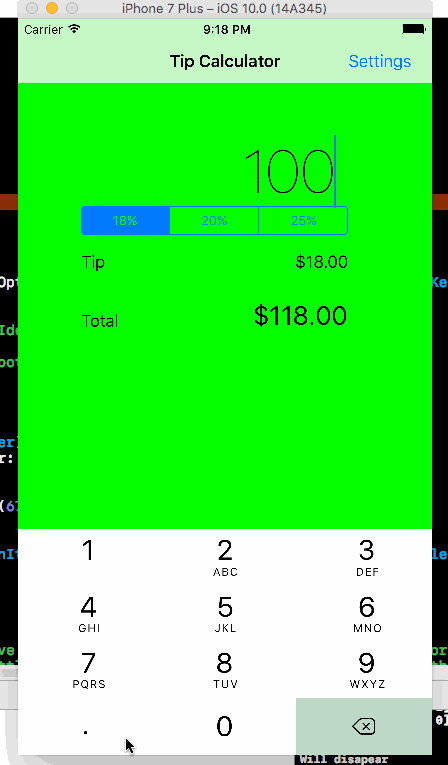 iPhone 7 Plus – iOS 10.0 (14A345)
Carrier 9:18 PM
Tip Calculator Settings
100
18% 20% 25%
Tip $18.00
Total $118.00
1 2 3
ABC DEF
4 5 6
GHI JKL MNO
7 8 9
PQRS TUV WXYZ
. 0
Will disapear